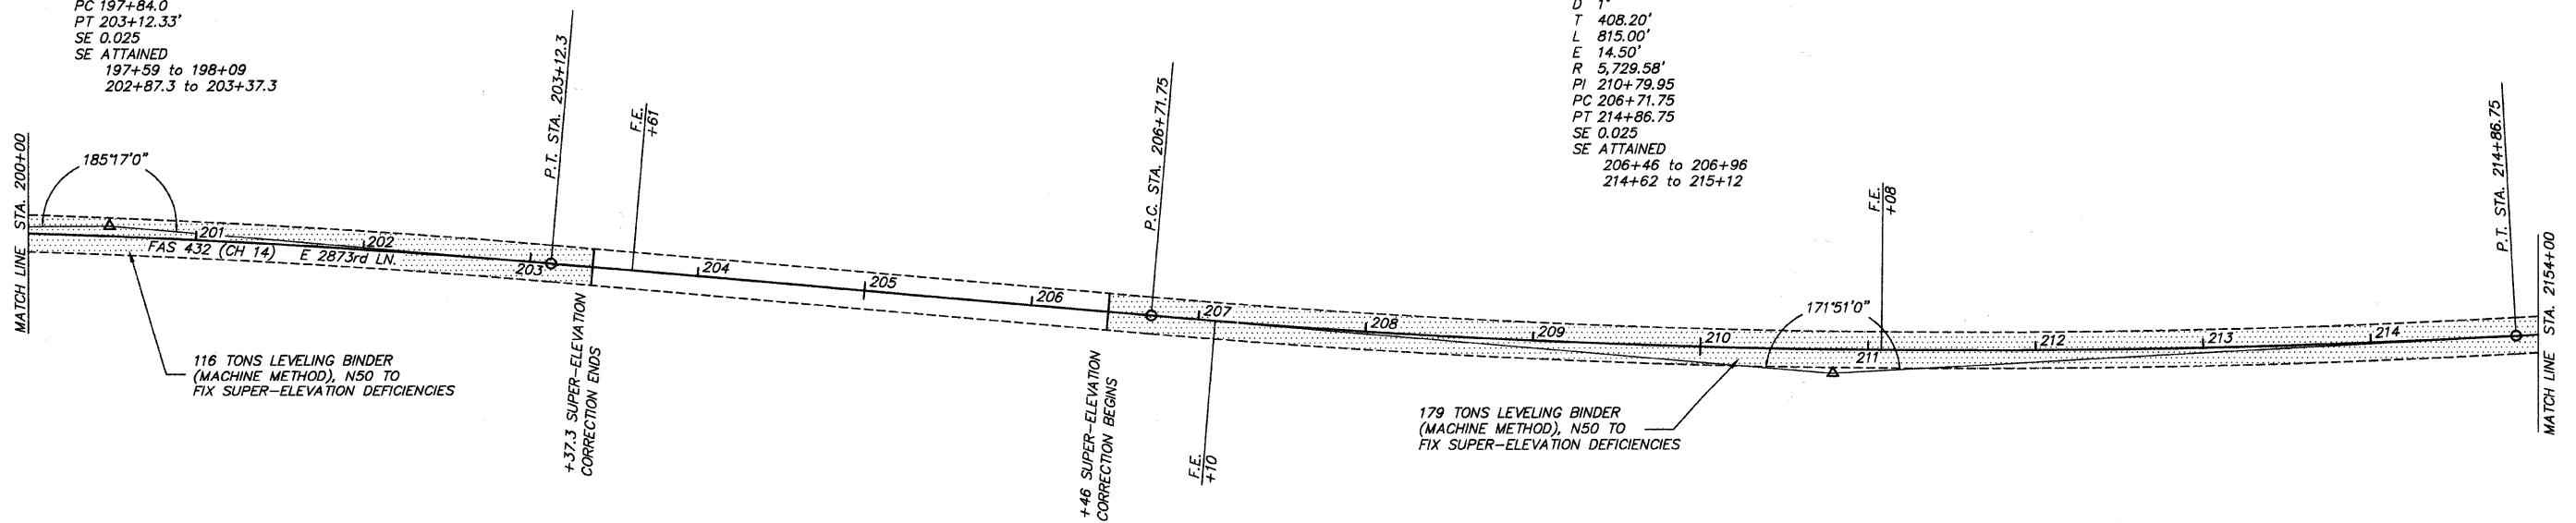 PC 197+84.0
PT 203+12.33'
SE 0.025
SE ATTAINED
197+59 to 198+09
202+87.3 to 203+37.3
D 1°
T 408.20'
L 815.00'
E 14.50'
R 5,729.58'
PI 210+79.95
PC 206+71.75
PT 214+86.75
SE 0.025
SE ATTAINED
206+46 to 206+96
214+62 to 215+12
MATCH LINE STA. 200+00
185°17'0"
P.T. STA. 203+12.3
F.E.
+61
P.C. STA. 206+71.75
F.E.
+08
P.T. STA. 214+86.75
MATCH LINE STA. 2154+00
201
202
203
204
205
206
207
208
209
210
211
212
213
214
FAS 432 (CH 14) E 2873rd LN.
171°51'0"
116 TONS LEVELING BINDER
(MACHINE METHOD), N50 TO
FIX SUPER-ELEVATION DEFICIENCIES
+37.3 SUPER-ELEVATION
CORRECTION ENDS
+46 SUPER-ELEVATION
CORRECTION BEGINS
F.E.
+10
179 TONS LEVELING BINDER
(MACHINE METHOD), N50 TO
FIX SUPER-ELEVATION DEFICIENCIES